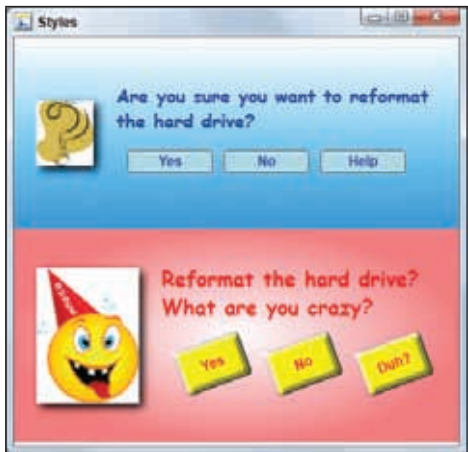 Styles
Are you sure you want to reformat
the hard drive?
Yes No Help
Reformat the hard drive?
What are you crazy?
Yes No Duh?